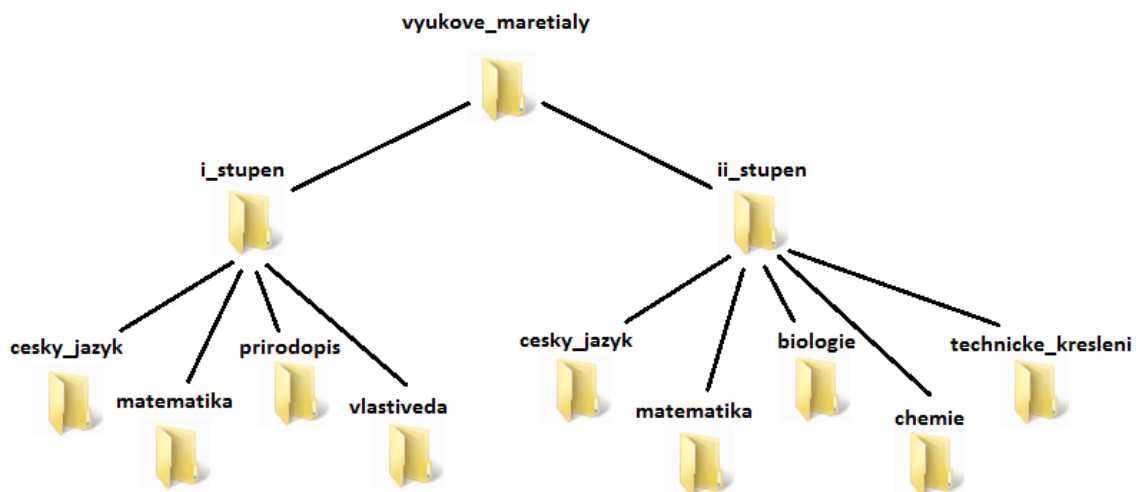 vyukove_maretialy
i_stupen
ii_stupen
cesky_jazyk
matematika
prirodopis
vlastiveda
cesky_jazyk
matematika
biologie
chemie
technicke_kresleni